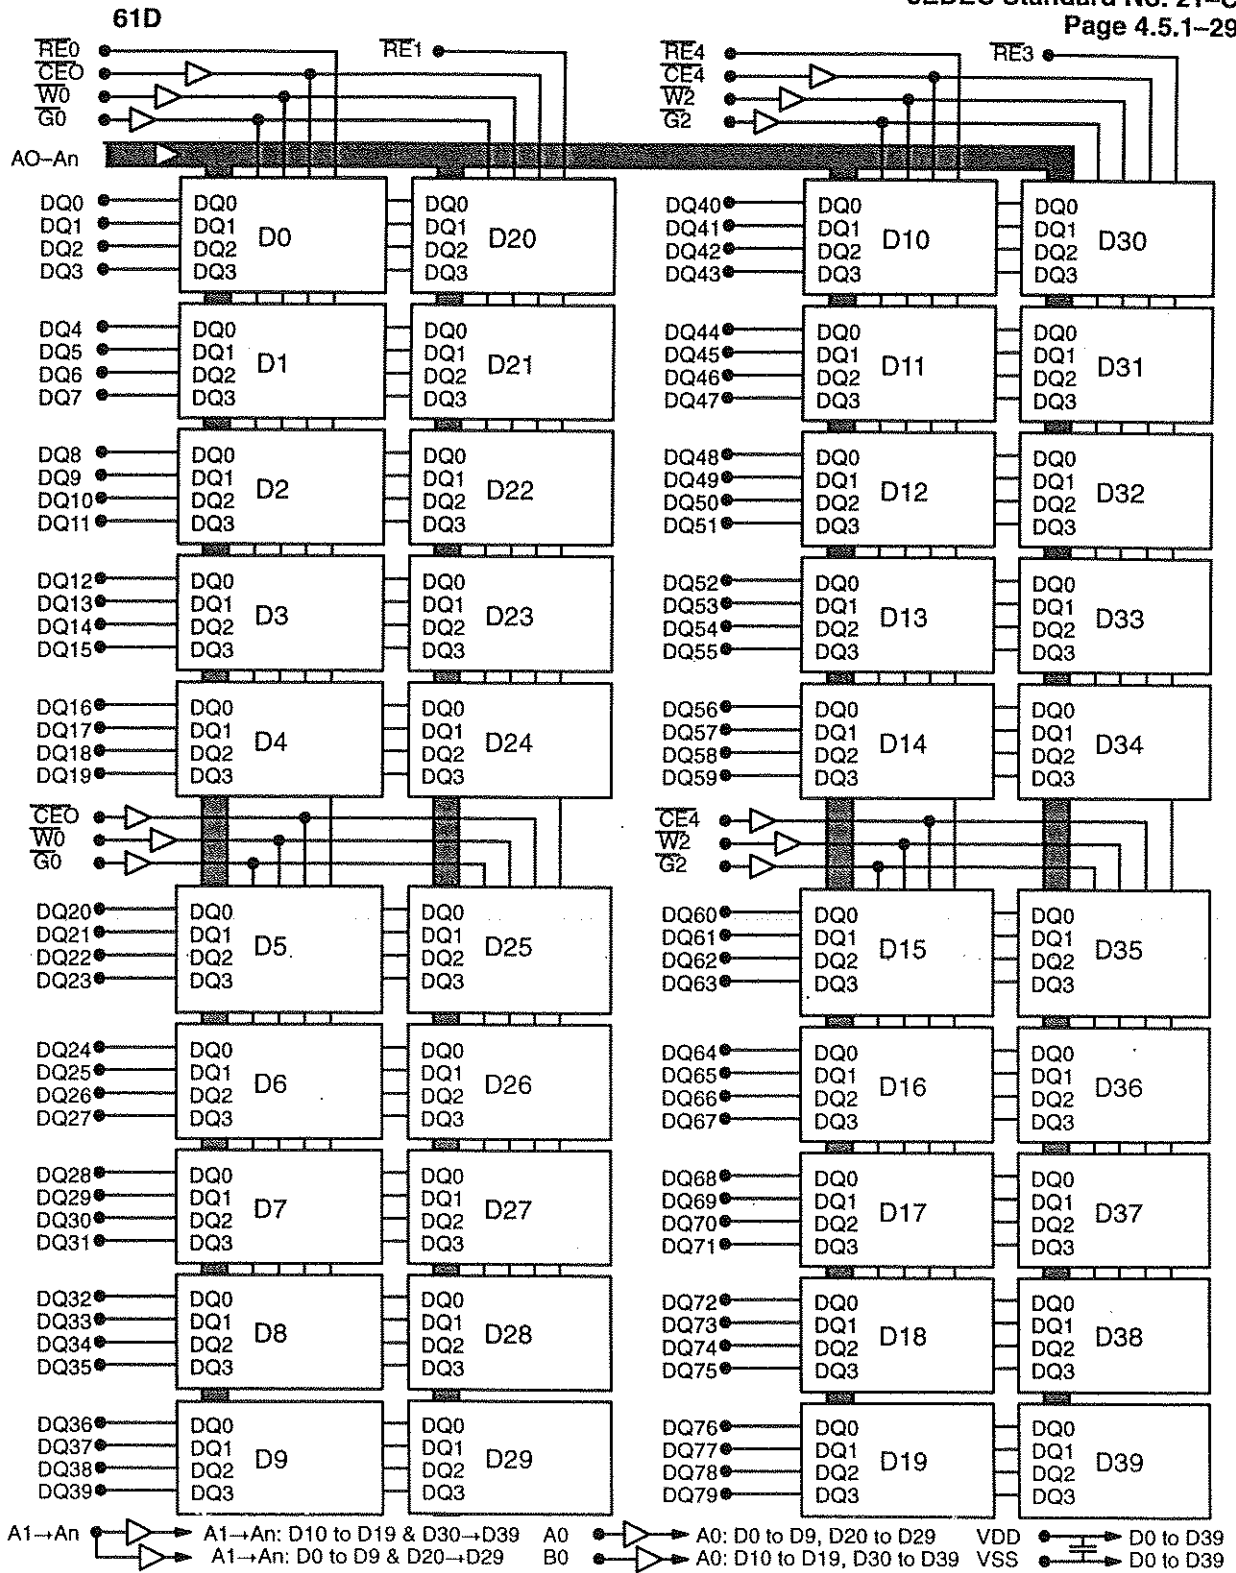 JEDEC Standard No. 21–C
61D
Page 4.5.1–29
RE0 RE1 RE4 RE3
CEO CE4
W0 W2
G0 G2
AO–An
DQ0 DQ0 DQ0 DQ40 DQ0 DQ0
DQ1 DQ1 DQ1 DQ41 DQ1 DQ1
D0 D20 D10 D30
DQ2 DQ2 DQ2 DQ42 DQ2 DQ2
DQ3 DQ3 DQ3 DQ43 DQ3 DQ3
DQ4 DQ0 DQ0 DQ44 DQ0 DQ0
DQ5 DQ1 DQ1 DQ45 DQ1 DQ1
D1 D21 D11 D31
DQ6 DQ2 DQ2 DQ46 DQ2 DQ2
DQ7 DQ3 DQ3 DQ47 DQ3 DQ3
DQ8 DQ0 DQ0 DQ48 DQ0 DQ0
DQ9 DQ1 DQ1 DQ49 DQ1 DQ1
D2 D22 D12 D32
DQ10 DQ2 DQ2 DQ50 DQ2 DQ2
DQ11 DQ3 DQ3 DQ51 DQ3 DQ3
DQ12 DQ0 DQ0 DQ52 DQ0 DQ0
DQ13 DQ1 DQ1 DQ53 DQ1 DQ1
D3 D23 D13 D33
DQ14 DQ2 DQ2 DQ54 DQ2 DQ2
DQ15 DQ3 DQ3 DQ55 DQ3 DQ3
DQ16 DQ0 DQ0 DQ56 DQ0 DQ0
DQ17 DQ1 DQ1 DQ57 DQ1 DQ1
D4 D24 D14 D34
DQ18 DQ2 DQ2 DQ58 DQ2 DQ2
DQ19 DQ3 DQ3 DQ59 DQ3 DQ3
CEO CE4
W0 W2
G0 G2
DQ20 DQ0 DQ0 DQ60 DQ0 DQ0
DQ21 DQ1 DQ1 DQ61 DQ1 DQ1
D5 D25 D15 D35
DQ22 DQ2 DQ2 DQ62 DQ2 DQ2
DQ23 DQ3 DQ3 DQ63 DQ3 DQ3
DQ24 DQ0 DQ0 DQ64 DQ0 DQ0
DQ25 DQ1 DQ1 DQ65 DQ1 DQ1
D6 D26 D16 D36
DQ26 DQ2 DQ2 DQ66 DQ2 DQ2
DQ27 DQ3 DQ3 DQ67 DQ3 DQ3
DQ28 DQ0 DQ0 DQ68 DQ0 DQ0
DQ29 DQ1 DQ1 DQ69 DQ1 DQ1
D7 D27 D17 D37
DQ30 DQ2 DQ2 DQ70 DQ2 DQ2
DQ31 DQ3 DQ3 DQ71 DQ3 DQ3
DQ32 DQ0 DQ0 DQ72 DQ0 DQ0
DQ33 DQ1 DQ1 DQ73 DQ1 DQ1
D8 D28 D18 D38
DQ34 DQ2 DQ2 DQ74 DQ2 DQ2
DQ35 DQ3 DQ3 DQ75 DQ3 DQ3
DQ36 DQ0 DQ0 DQ76 DQ0 DQ0
DQ37 DQ1 DQ1 DQ77 DQ1 DQ1
D9 D29 D19 D39
DQ38 DQ2 DQ2 DQ78 DQ2 DQ2
DQ39 DQ3 DQ3 DQ79 DQ3 DQ3
A1→An A1→An: D10 to D19 & D30→D39 A0 A0: D0 to D9, D20 to D29 VDD D0 to D39
A1→An: D0 to D9 & D20→D29 B0 A0: D10 to D19, D30 to D39 VSS D0 to D39